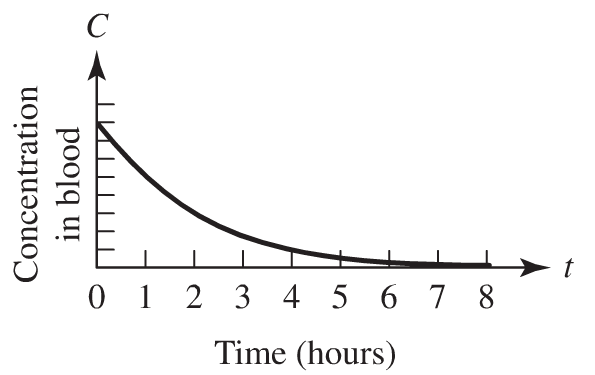 C
Concentration
in blood
0 1 2 3 4 5 6 7 8
t
Time (hours)